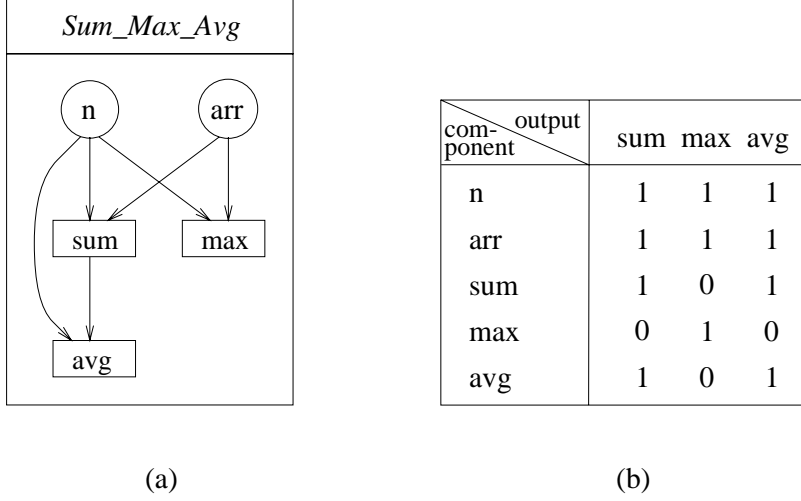 Sum_Max_Avg
n arr
sum max
avg
(a)
output
com-
ponent
sum max avg
n 1 1 1
arr 1 1 1
sum 1 0 1
max 0 1 0
avg 1 0 1
(b)